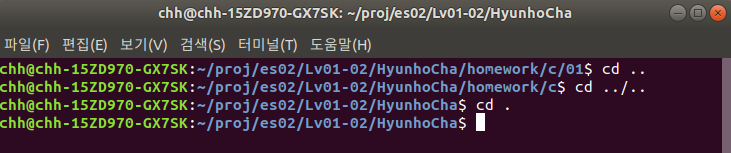 chh@chh-15ZD970-GX7SK: ~/proj/es02/Lv01-02/HyunhoCha
파일(F) 편집(E) 보기(V) 검색(S) 터미널(T) 도움말(H)
chh@chh-15ZD970-GX7SK:~/proj/es02/Lv01-02/HyunhoCha/homework/c/01$ cd ..
chh@chh-15ZD970-GX7SK:~/proj/es02/Lv01-02/HyunhoCha/homework/c$ cd ../..
chh@chh-15ZD970-GX7SK:~/proj/es02/Lv01-02/HyunhoCha$ cd .
chh@chh-15ZD970-GX7SK:~/proj/es02/Lv01-02/HyunhoCha$